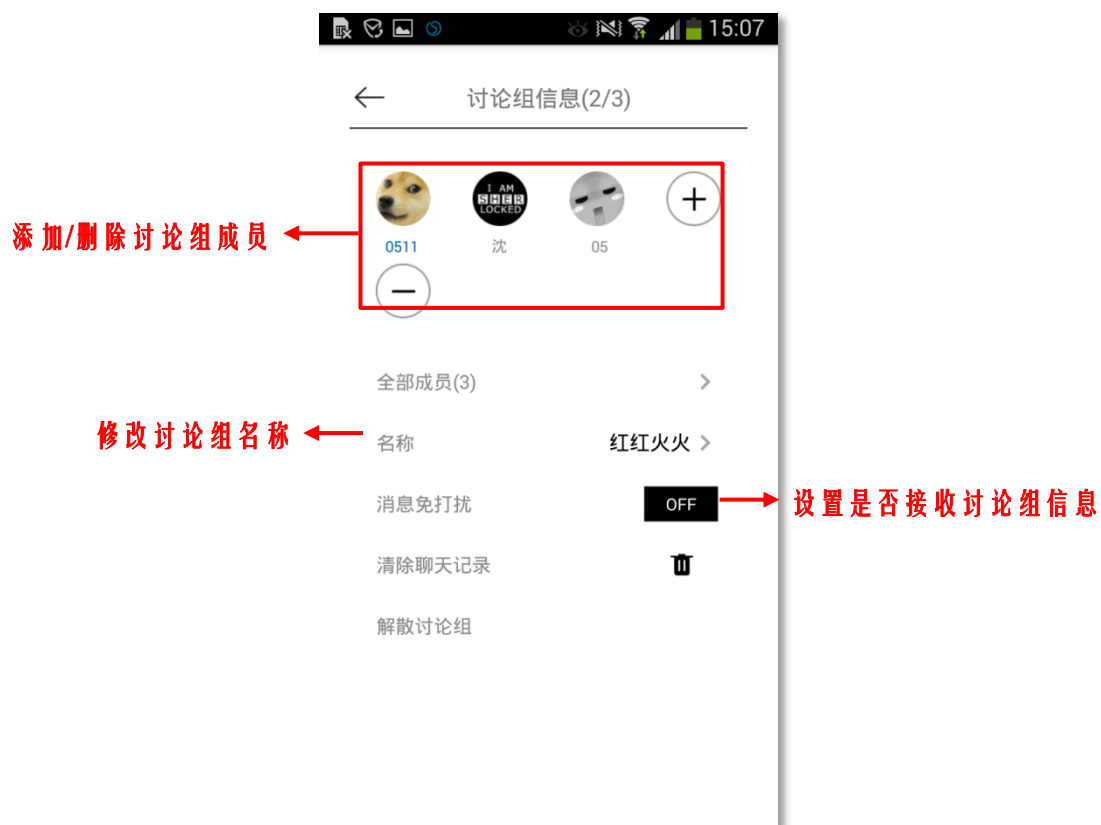 15:07
讨论组信息(2/3)
I AM
SHER
LOCKED
添加/删除讨论组成员
0511
沈
05
全部成员(3)
修改讨论组名称
名称
红红火火
消息免打扰
OFF
设置是否接收讨论组信息
清除聊天记录
解散讨论组